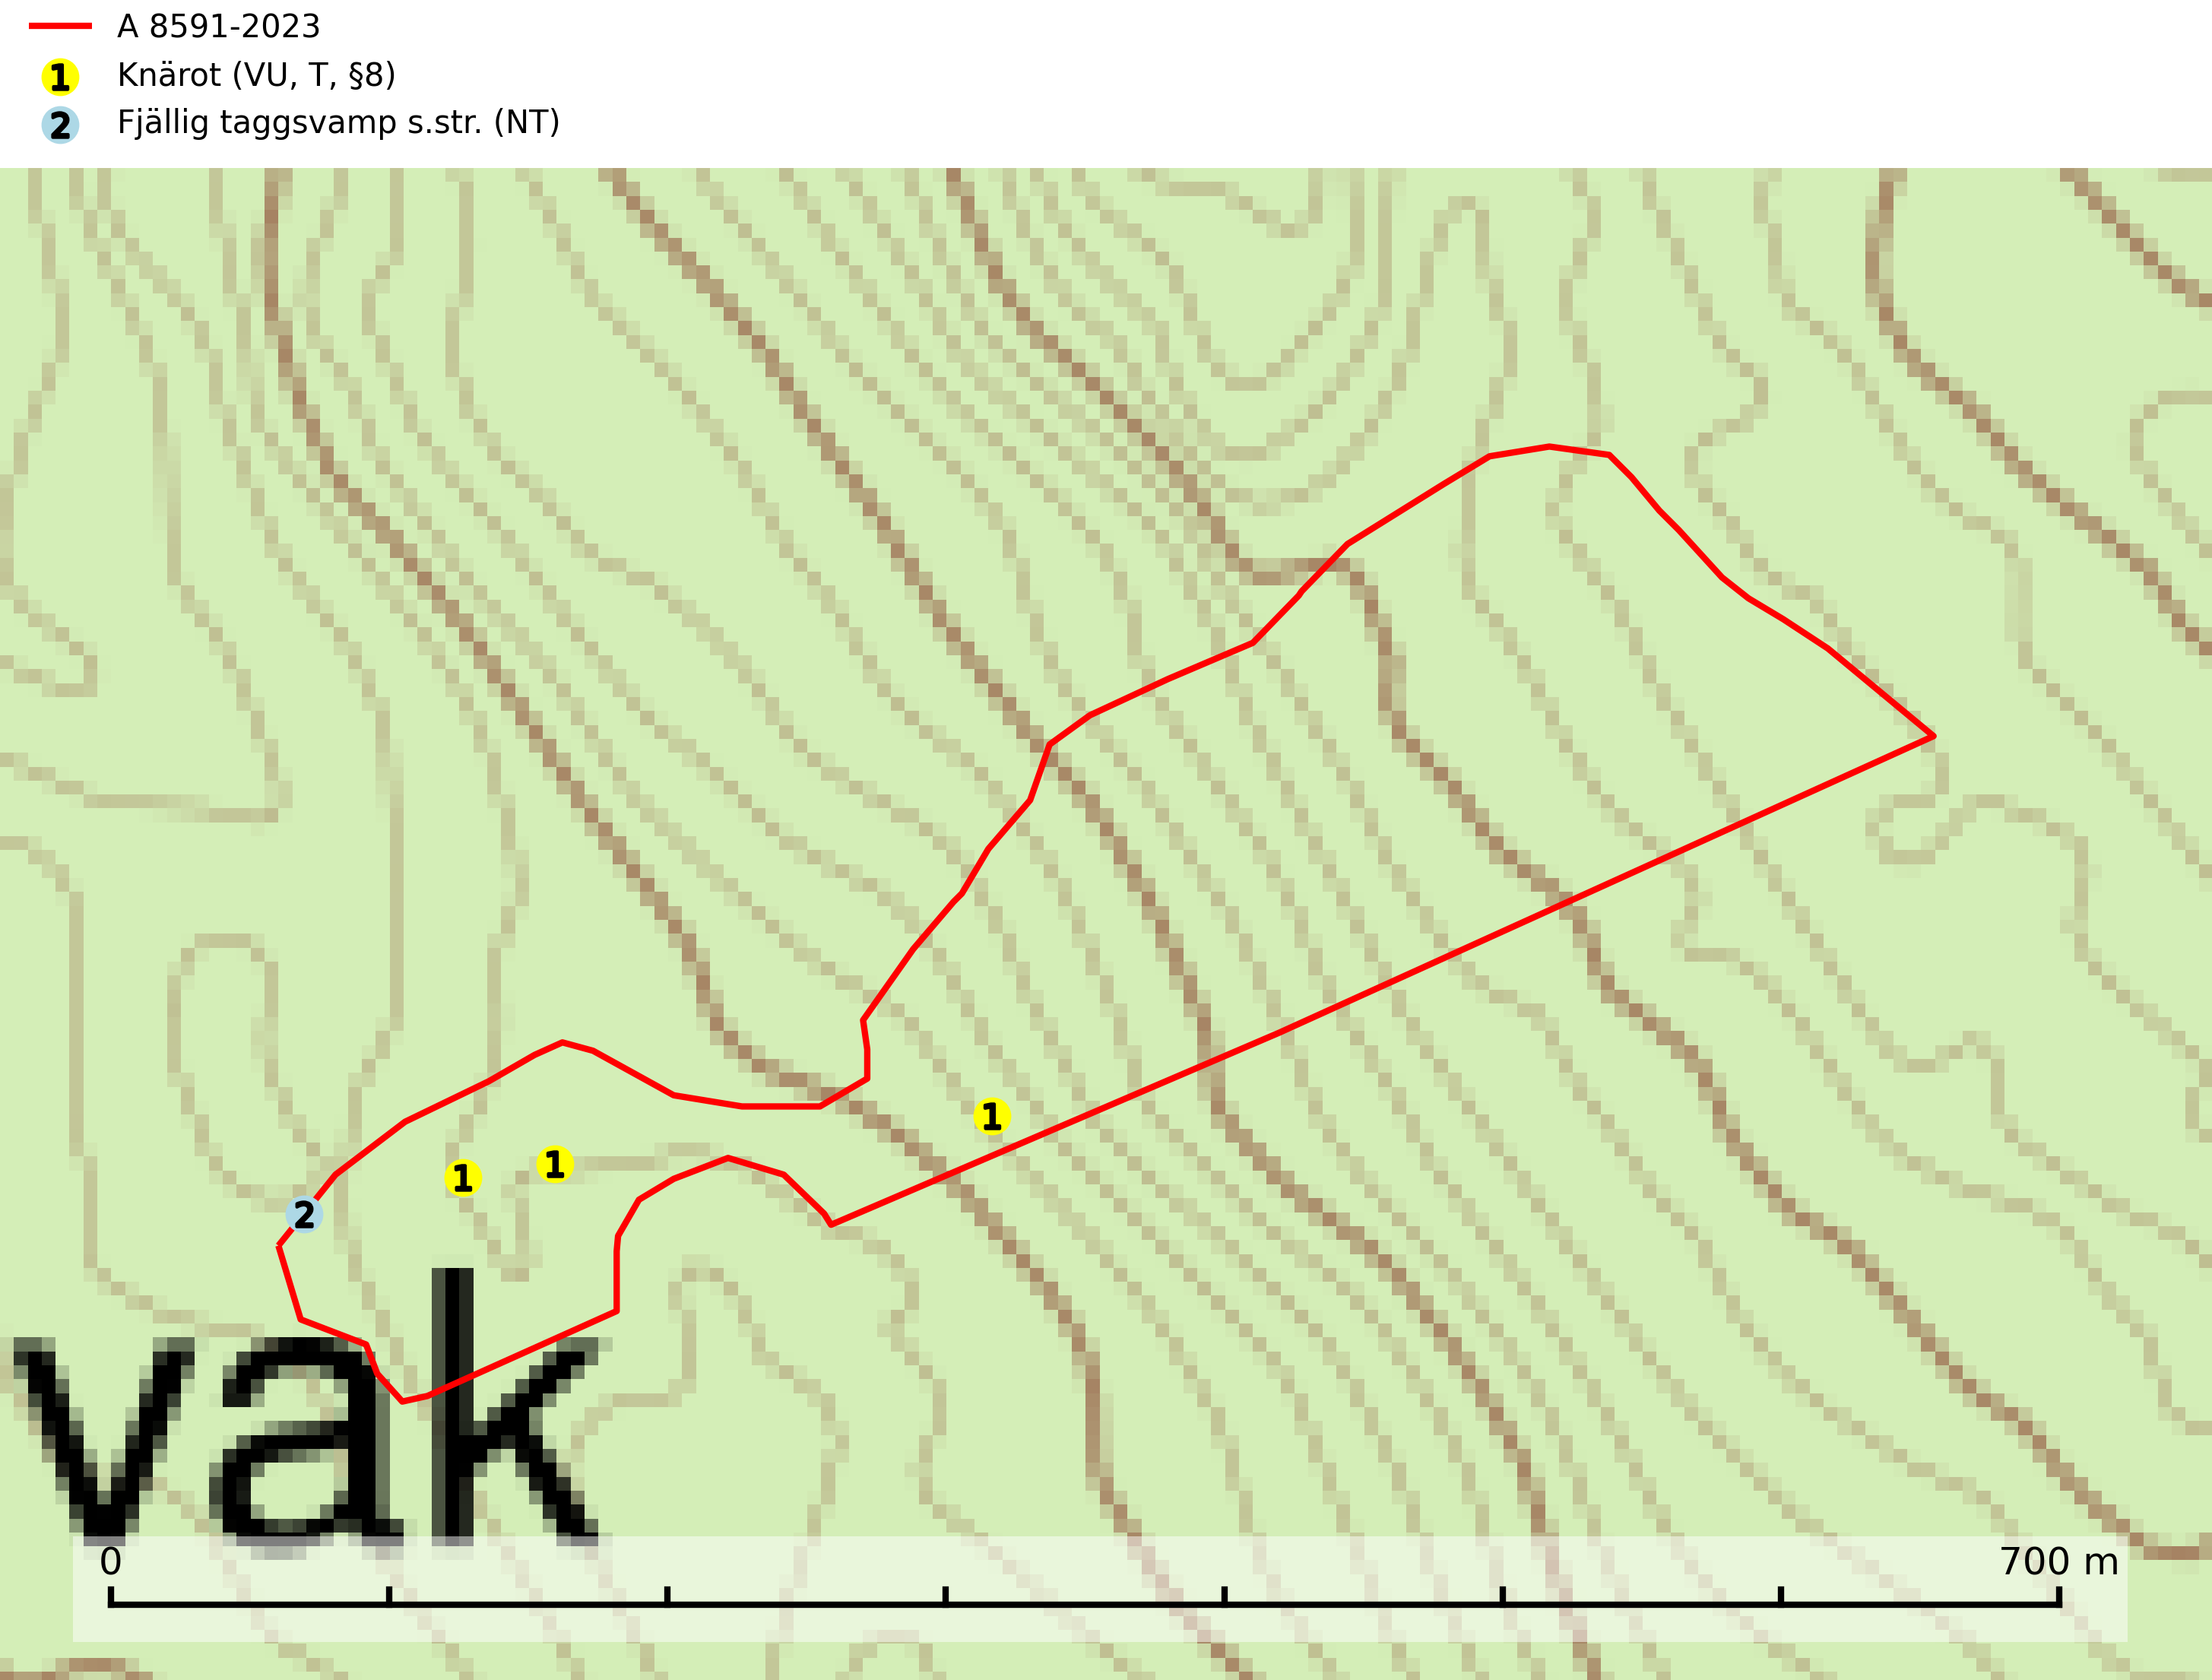 A 8591-2023
1 Knärot (VU, T, §8)
2 Fjällig taggsvamp s.str. (NT)
1
1
1
2
vak
0 700 m